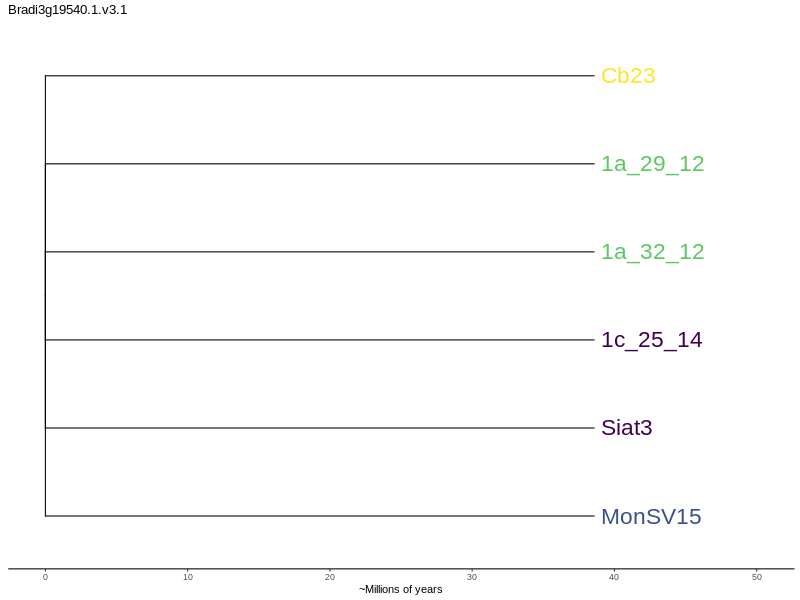 Bradi3g19540.1.v3.1
Cb23
1a_29_12
1a_32_12
1c_25_14
Siat3
MonSV15
0 10 20 30 40 50
~Millions of years